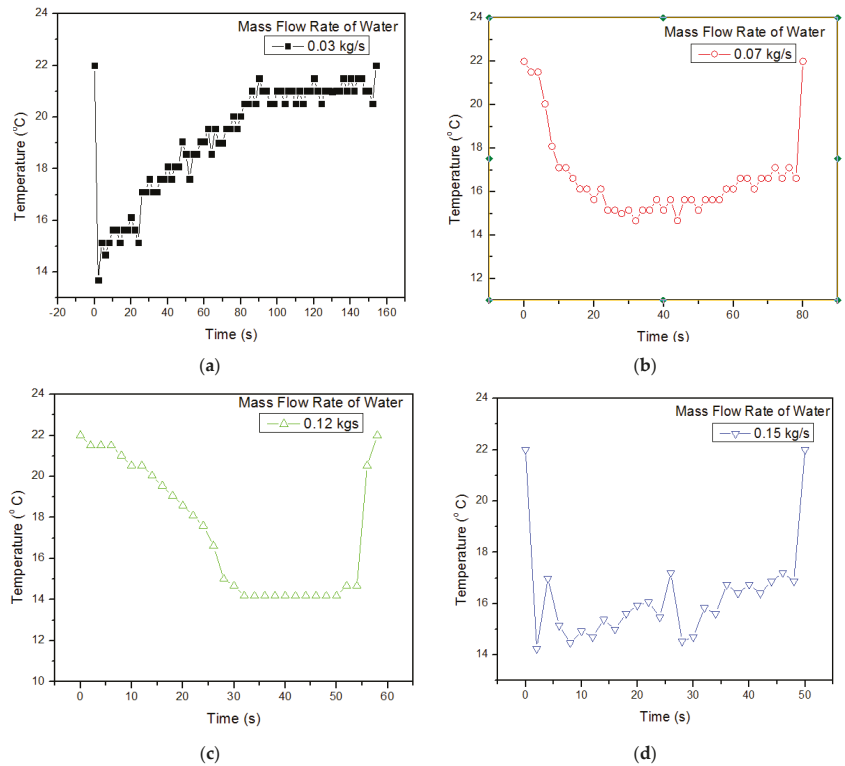 Mass Flow Rate of Water
0.03 kg/s
24
22
20
18
16
14
Temperature (°C)
-20 0 20 40 60 80 100 120 140 160
Time (s)
(a)
Mass Flow Rate of Water
0.07 kg/s
24
22
20
18
16
14
12
Temperature (° C)
0 20 40 60 80
Time (s)
(b)
Mass Flow Rate of Water
0.12 kgs
24
22
20
18
16
14
12
10
Temperature (° C)
0 10 20 30 40 50 60
Time (s)
(c)
Mass Flow Rate of Water
0.15 kg/s
24
22
20
18
16
14
Temperature (° C)
0 10 20 30 40 50
Time (s)
(d)